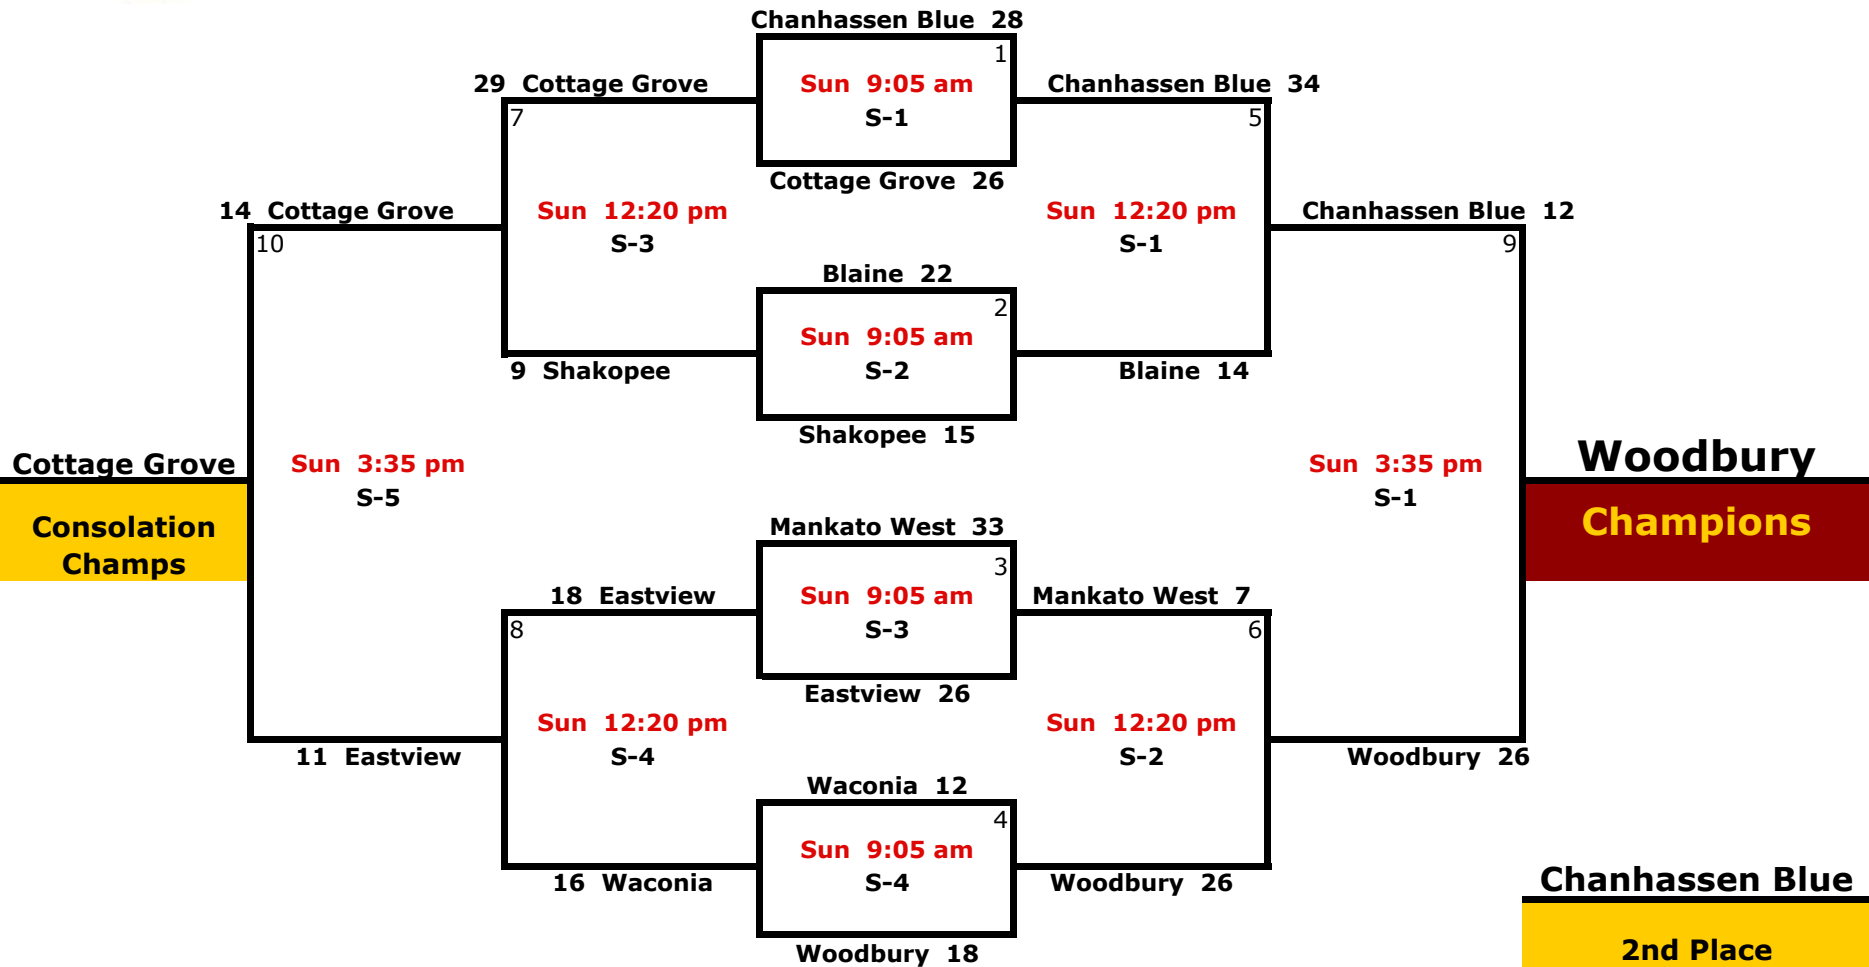 Chanhassen Blue 28
1
29 Cottage Grove
Sun 9:05 am
Chanhassen Blue 34
7
S-1
5
Cottage Grove 26
14 Cottage Grove
Sun 12:20 pm
Sun 12:20 pm
Chanhassen Blue 12
10
S-3
S-1
9
Blaine 22
2
Sun 9:05 am
9 Shakopee
S-2
Blaine 14
Shakopee 15
Cottage Grove
Sun 3:35 pm
Sun 3:35 pm
Woodbury
S-5
S-1
Consolation
Champs
Mankato West 33
Champions
3
18 Eastview
Sun 9:05 am
Mankato West 7
8
S-3
6
Eastview 26
Sun 12:20 pm
Sun 12:20 pm
11 Eastview
S-4
S-2
Woodbury 26
Waconia 12
4
Sun 9:05 am
16 Waconia
S-4
Woodbury 26
Chanhassen Blue
Woodbury 18
2nd Place